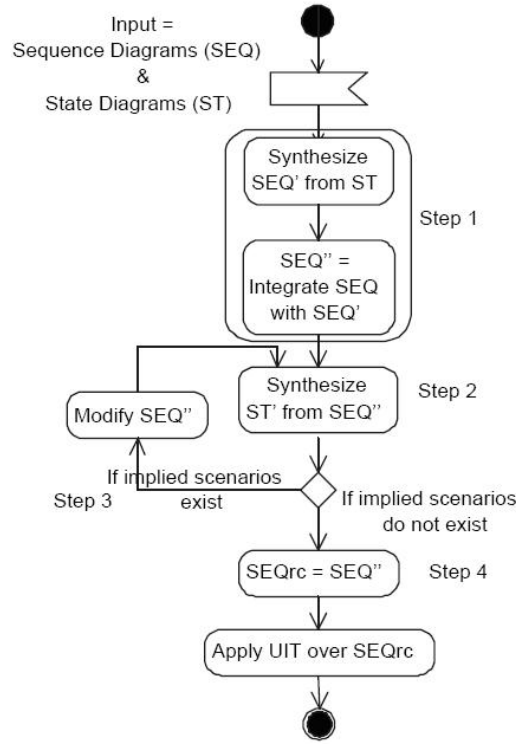 Input =
Sequence Diagrams (SEQ)
&
State Diagrams (ST)
Synthesize
SEQ’ from ST
Step 1
SEQ’’ =
Integrate SEQ
with SEQ’
Synthesize
ST’ from SEQ’’
Step 2
Modify SEQ’’
If implied scenarios
exist
Step 3
If implied scenarios
do not exist
SEQrc = SEQ’’
Step 4
Apply UIT over SEQrc